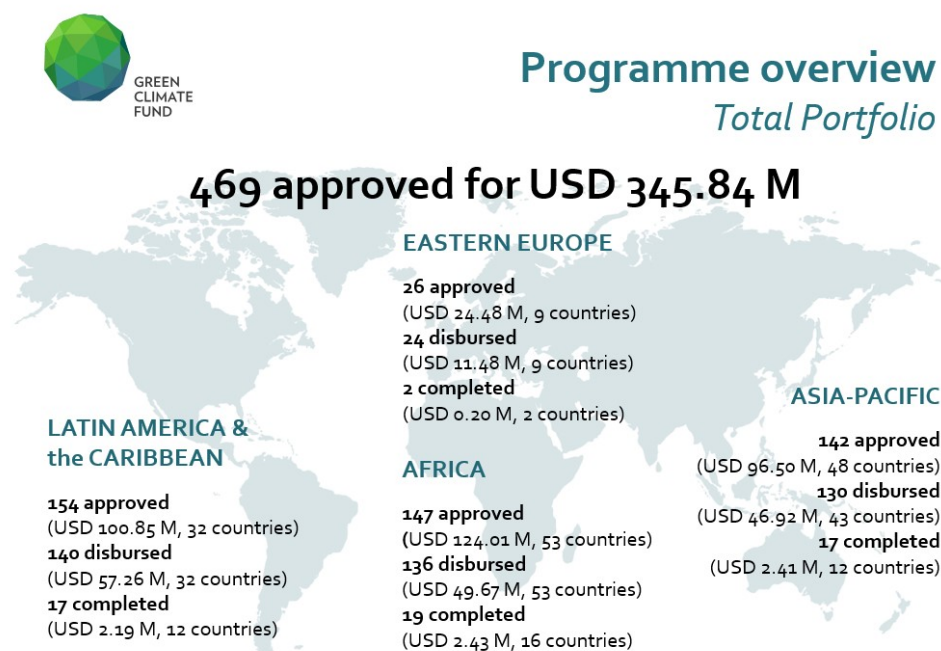 GREEN
CLIMATE
FUND
Programme overview
Total Portfolio
469 approved for USD 345.84 M
EASTERN EUROPE
26 approved
(USD 24.48 M, 9 countries)
24 disbursed
(USD 11.48 M, 9 countries)
2 completed
(USD 0.20 M, 2 countries)
LATIN AMERICA &
the CARIBBEAN
154 approved
(USD 100.85 M, 32 countries)
140 disbursed
(USD 57.26 M, 32 countries)
17 completed
(USD 2.19 M, 12 countries)
AFRICA
147 approved
(USD 124.01 M, 53 countries)
136 disbursed
(USD 49.67 M, 53 countries)
19 completed
(USD 2.43 M, 16 countries)
ASIA-PACIFIC
142 approved
(USD 96.50 M, 48 countries)
130 disbursed
(USD 46.92 M, 43 countries)
17 completed
(USD 2.41 M, 12 countries)